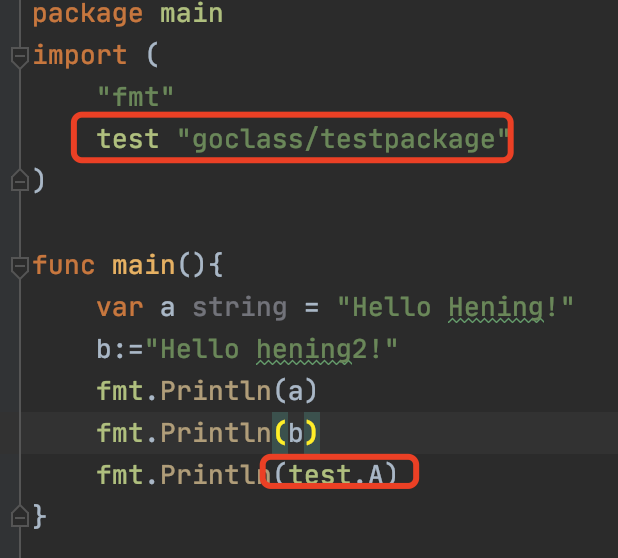 package main
import (
"fmt"
test "goclass/testpackage"
)
func main(){
var a string = "Hello Hening!"
b:="Hello hening2!"
fmt.Println(a)
fmt.Println(b)
fmt.Println(test.A)
}